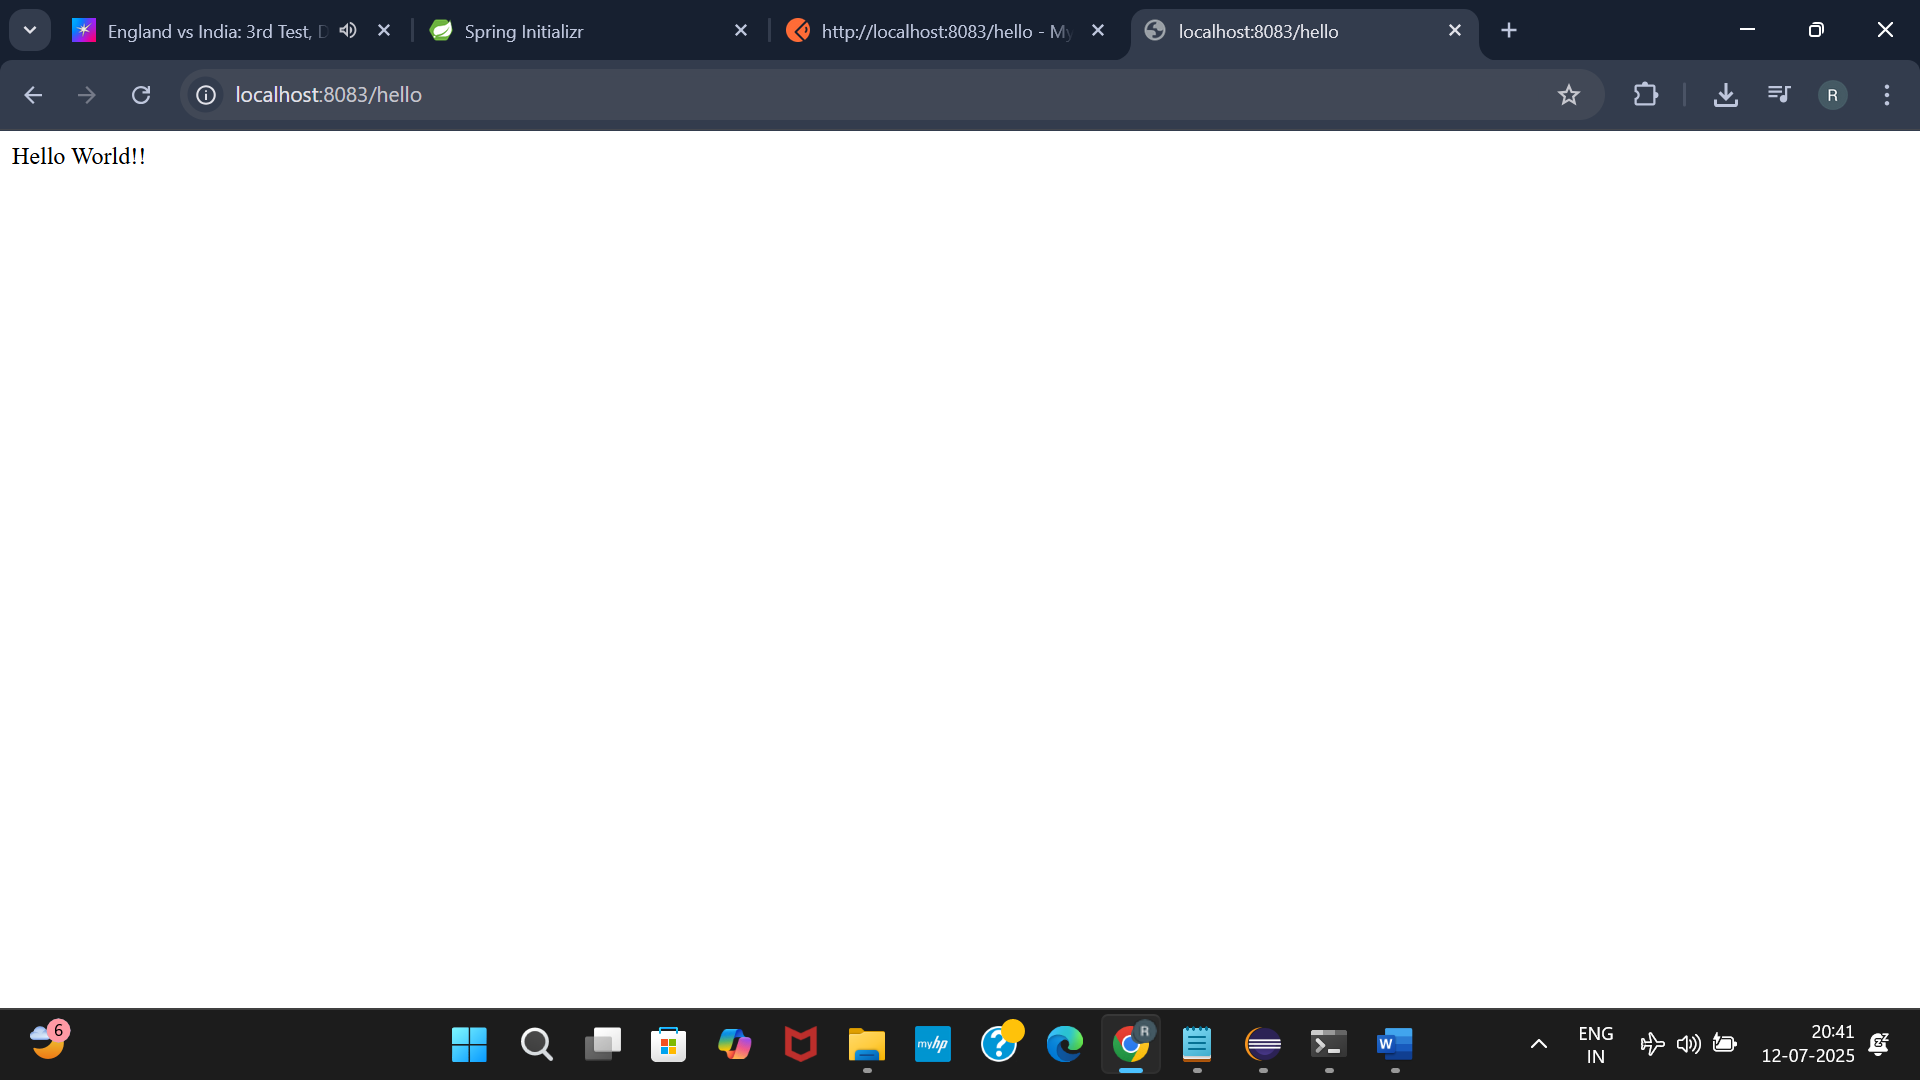 England vs India: 3rd Test, D
Spring Initializr
http://localhost:8083/hello - My
localhost:8083/hello
localhost:8083/hello
R
Hello World!!
6
myhp
R
W
ENG
IN
20:41
12-07-2025